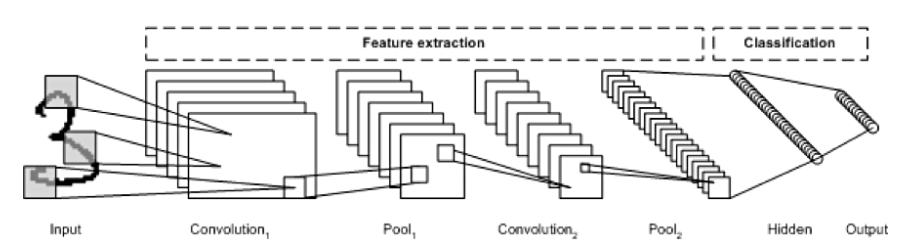 Feature extraction
Classification
Input
Convolution₁
Pool₁
Convolution₂
Pool₂
Hidden
Output